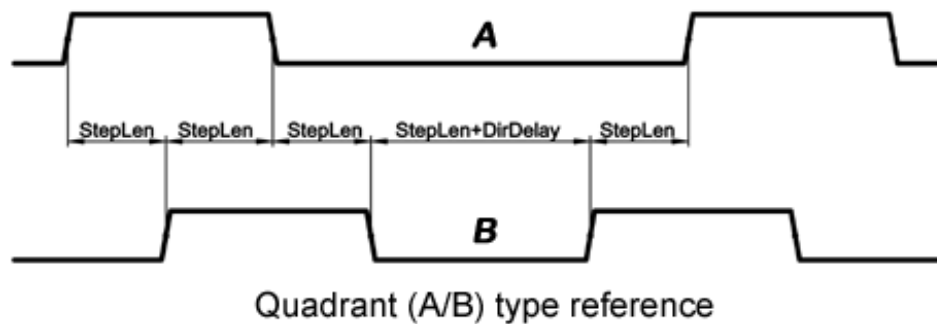 A
StepLen StepLen StepLen StepLen+DirDelay StepLen
B
Quadrant (A/B) type reference